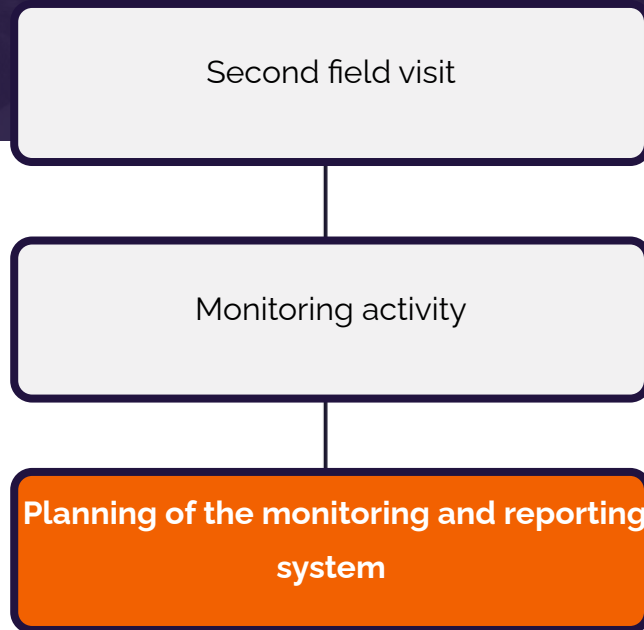 Second field visit
Monitoring activity
Planning of the monitoring and reporting
system